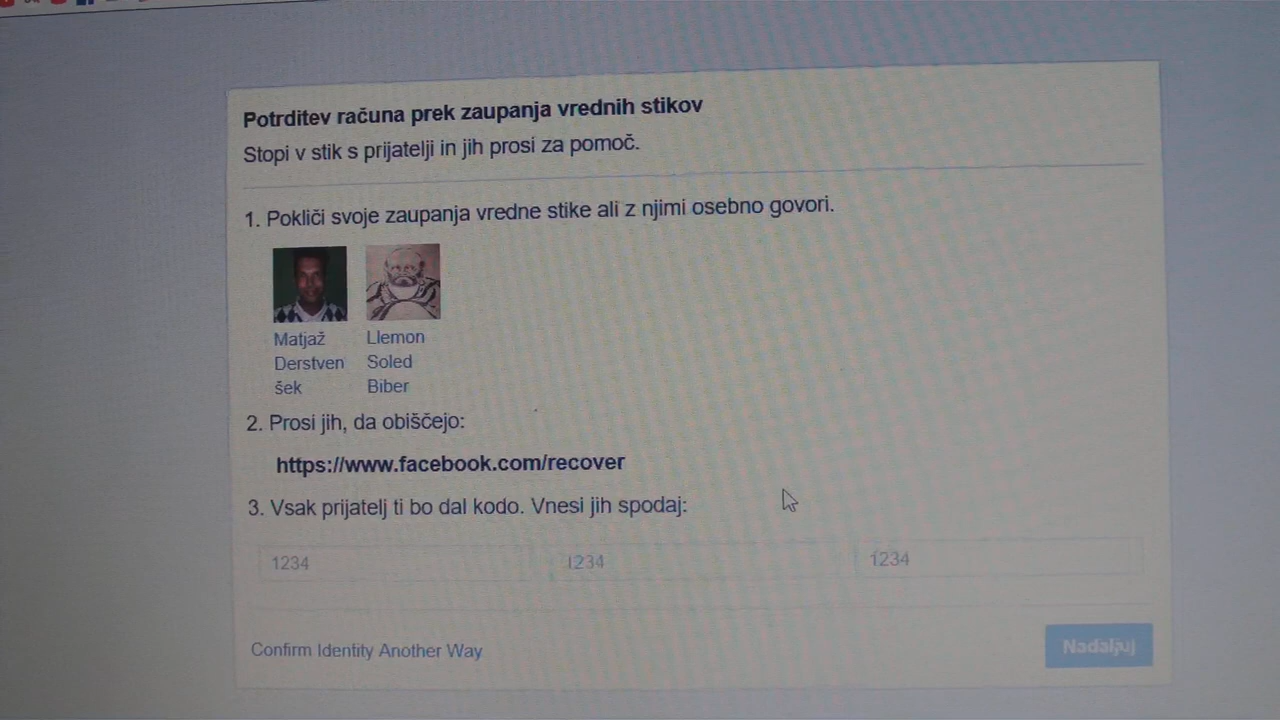 Potrditev računa prek zaupanja vrednih stikov
Stopi v stik s prijatelji in jih prosi za pomoč.
1. Pokliči svoje zaupanja vredne stike ali z njimi osebno govori.
Matjaž Llemon
Derstven Soled
šek Biber
2. Prosi jih, da obiščejo:
https://www.facebook.com/recover
3. Vsak prijatelj ti bo dal kodo. Vnesi jih spodaj:
1234 1234 1234
Confirm Identity Another Way Nadaljuj